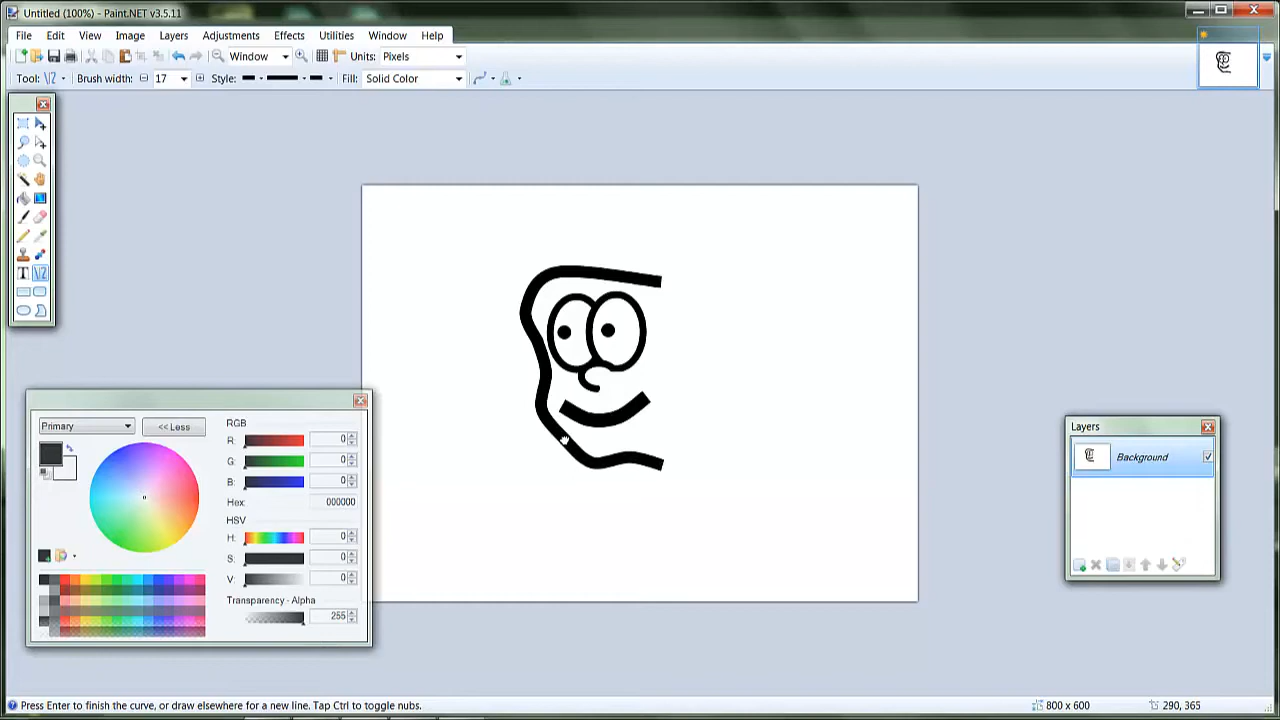 Untitled (100%) - Paint.NET v3.5.11
File Edit View Image Layers Adjustments Effects Utilities Window Help
Window Units: Pixels
Tool: Brush width: 17 Style: Fill: Solid Color
Primary << Less
RGB
R: 0
G: 0
B: 0
Hex: 000000
HSV
H: 0
S: 0
V: 0
Transparency - Alpha
255
Layers
Background
Press Enter to finish the curve, or draw elsewhere for a new line. Tap Ctrl to toggle nubs. 800 x 600 290, 365